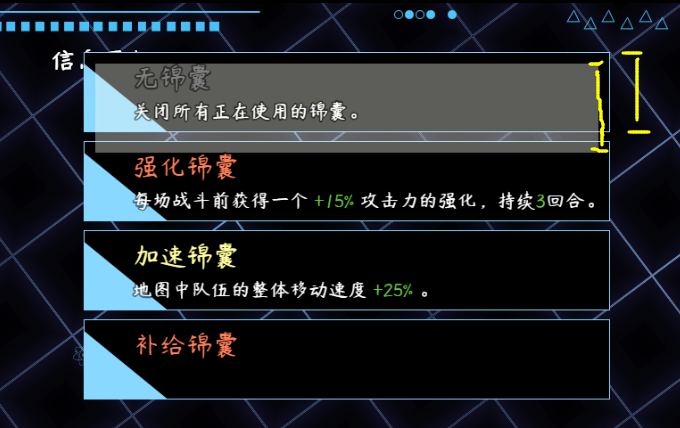 信
无锦囊
关闭所有正在使用的锦囊。
强化锦囊
每场战斗前获得一个 +15% 攻击力的强化，持续3回合。
加速锦囊
地图中队伍的整体移动速度 +25% 。
补给锦囊